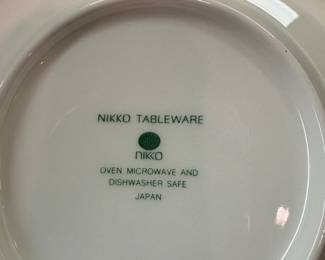 NIKKO TABLEWARE
nikko
OVEN MICROWAVE AND
DISHWASHER SAFE
JAPAN